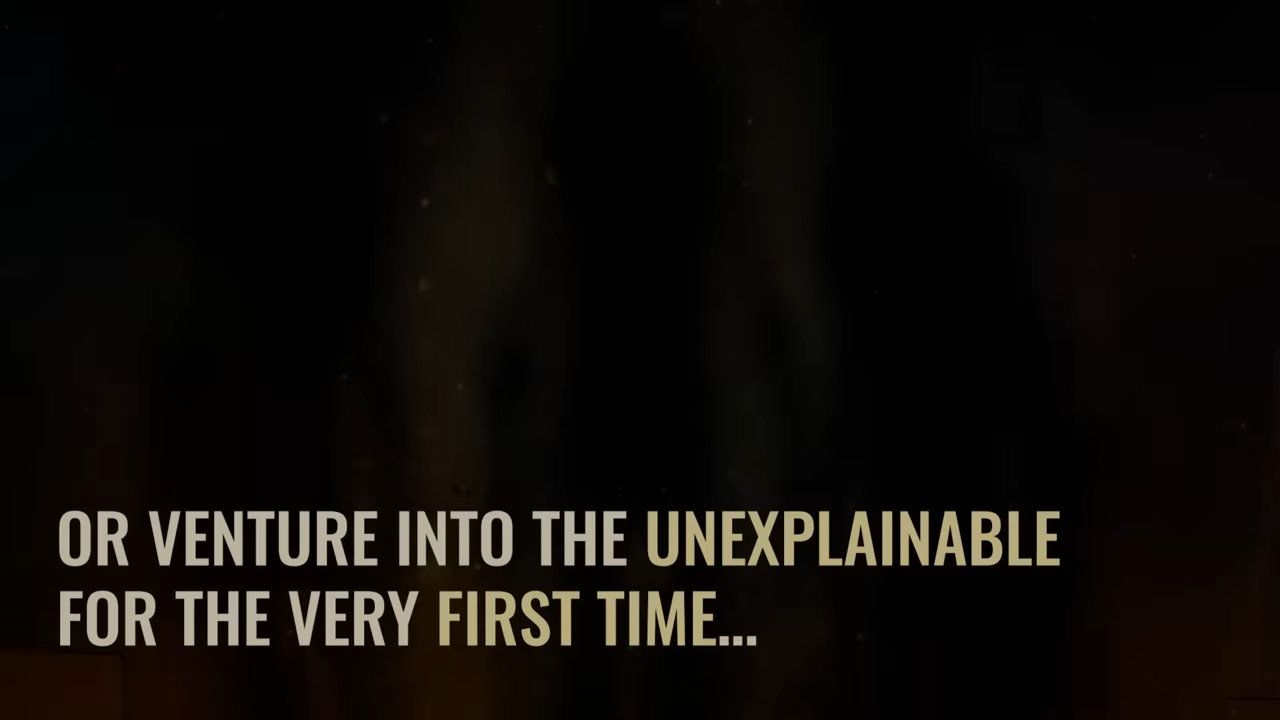 OR VENTURE INTO THE UNEXPLAINABLE
FOR THE VERY FIRST TIME...